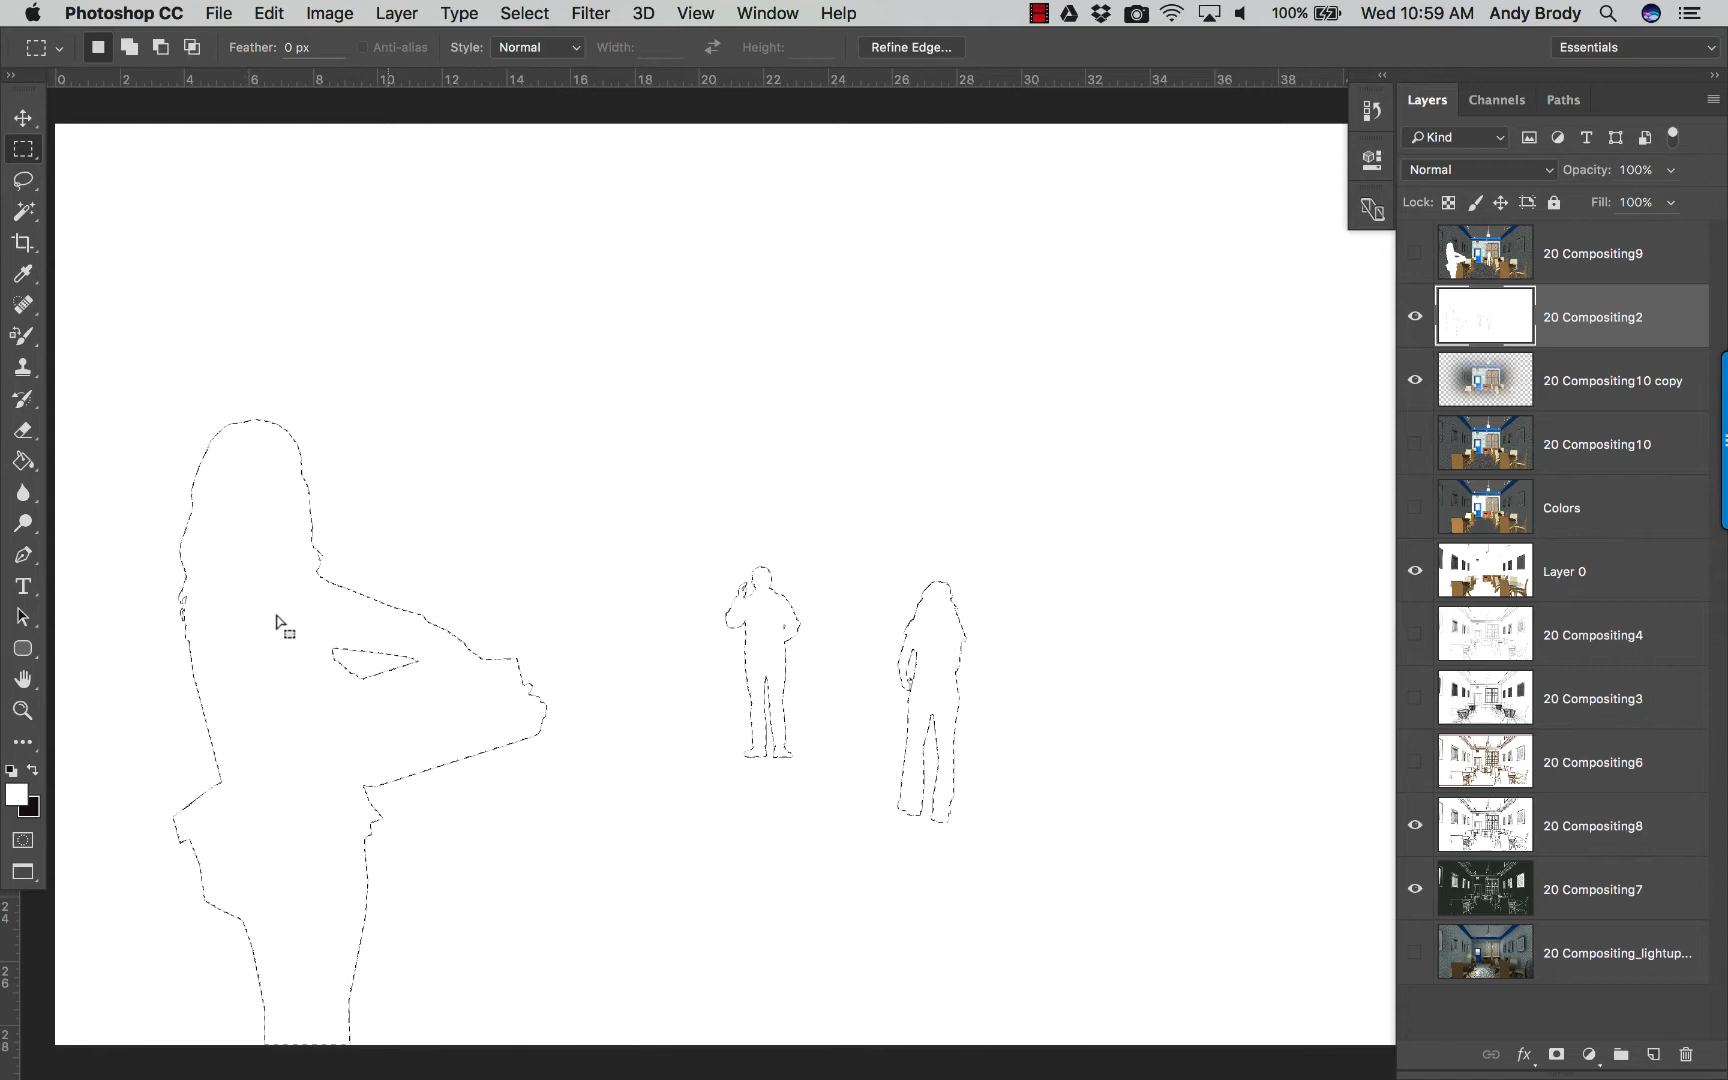 Photoshop CC File Edit Image Layer Type Select Filter 3D View Window Help 100% Wed 10:59 AM Andy Brody
Feather: 0 px Anti-alias Style: Normal Width: Height: Refine Edge... Essentials
0 2 4 6 8 10 12 14 16 18 20 22 24 26 28 30 32 34 36 38
Layers Channels Paths
Kind
Normal Opacity: 100%
Lock: Fill: 100%
20 Compositing9
20 Compositing2
20 Compositing10 copy
20 Compositing10
Colors
Layer 0
20 Compositing4
20 Compositing3
20 Compositing6
20 Compositing8
20 Compositing7
20 Compositing_lightup...
24
26
28
fx